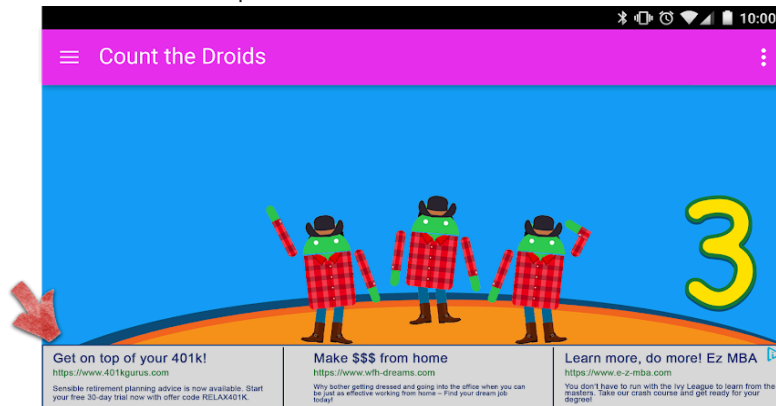 10:00
Count the Droids
3
Get on top of your 401k!
https://www.401kgurus.com
Sensible retirement planning advice is now available. Start
your free 30-day trial now with offer code RELAX401K.
Make $$$ from home
https://www.wfh-dreams.com
Why bother getting dressed and going into the office when you can
be just as effective working from home – Find your dream job
today!
Learn more, do more! Ez MBA
https://www.e-z-mba.com
You don't have to run with the Ivy League to learn from the
masters. Take our crash course and get ready for your
degree!